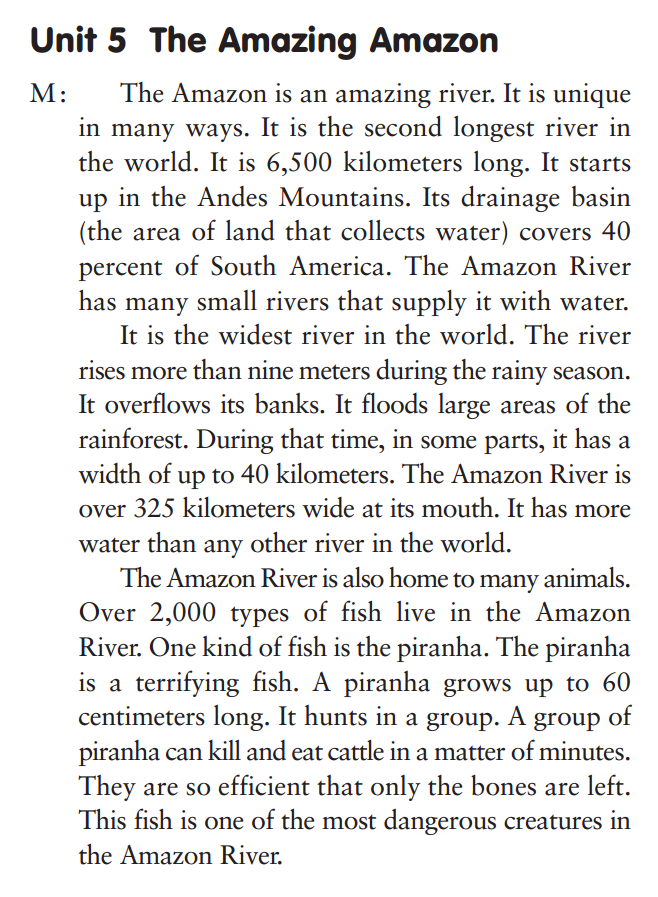 Unit 5 The Amazing Amazon
M: The Amazon is an amazing river. It is unique
in many ways. It is the second longest river in
the world. It is 6,500 kilometers long. It starts
up in the Andes Mountains. Its drainage basin
(the area of land that collects water) covers 40
percent of South America. The Amazon River
has many small rivers that supply it with water.
It is the widest river in the world. The river
rises more than nine meters during the rainy season.
It overflows its banks. It floods large areas of the
rainforest. During that time, in some parts, it has a
width of up to 40 kilometers. The Amazon River is
over 325 kilometers wide at its mouth. It has more
water than any other river in the world.
The Amazon River is also home to many animals.
Over 2,000 types of fish live in the Amazon
River. One kind of fish is the piranha. The piranha
is a terrifying fish. A piranha grows up to 60
centimeters long. It hunts in a group. A group of
piranha can kill and eat cattle in a matter of minutes.
They are so efficient that only the bones are left.
This fish is one of the most dangerous creatures in
the Amazon River.